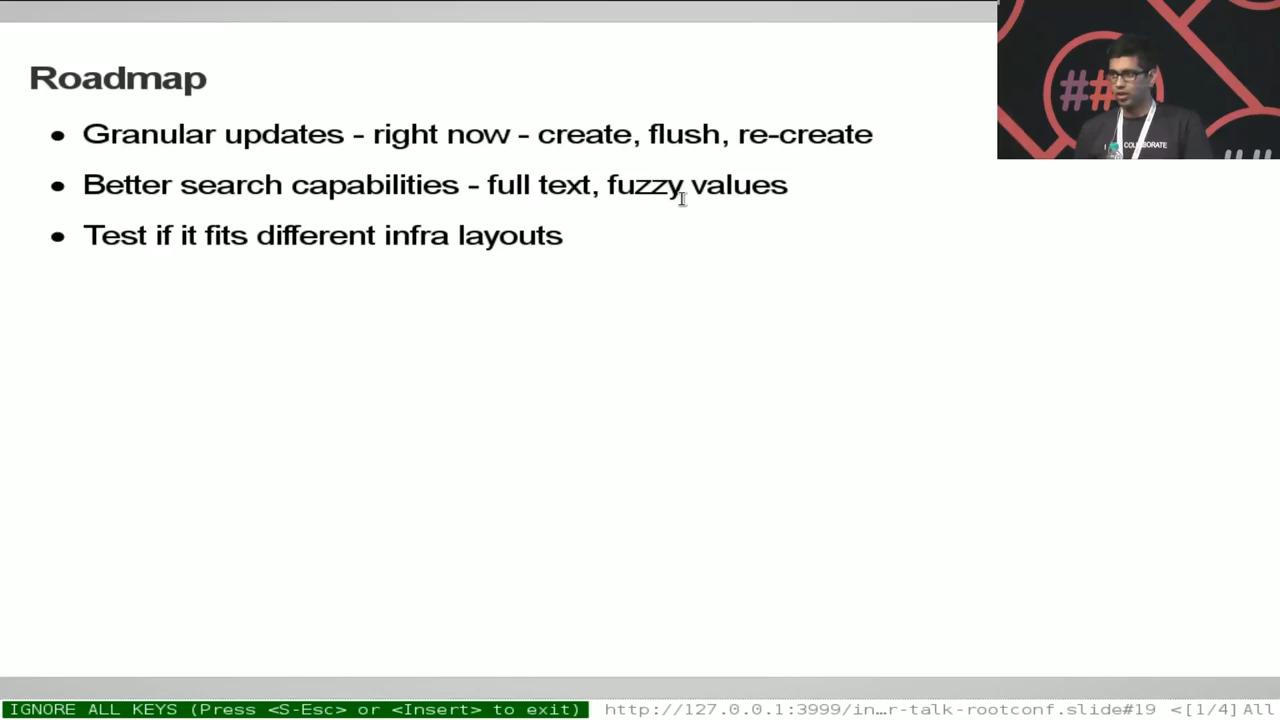 Roadmap
• Granular updates - right now - create, flush, re-create
• Better search capabilities - full text, fuzzy values
• Test if it fits different infra layouts
##
COLLABORATE
IGNORE ALL KEYS (Press <S-Esc> or <Insert> to exit) http://127.0.0.1:3999/in…r-talk-rootconf.slide#19 <[1/4] All